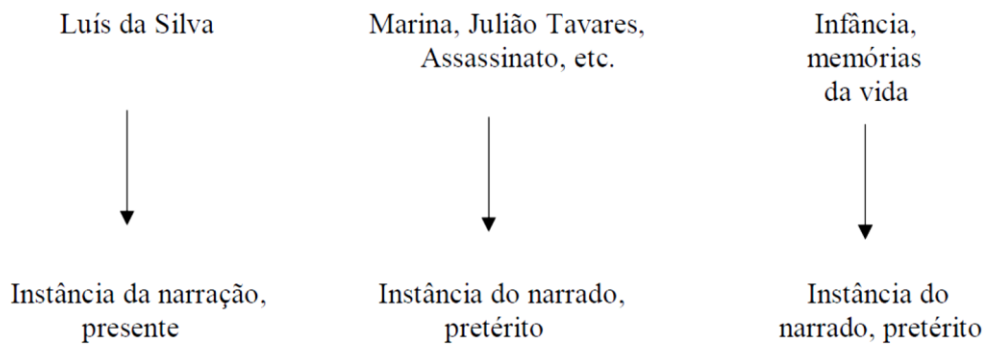 Luís da Silva
Marina, Julião Tavares,
Assassinato, etc.
Infância,
memórias
da vida
Instância da narração,
presente
Instância do narrado,
pretérito
Instância do
narrado, pretérito